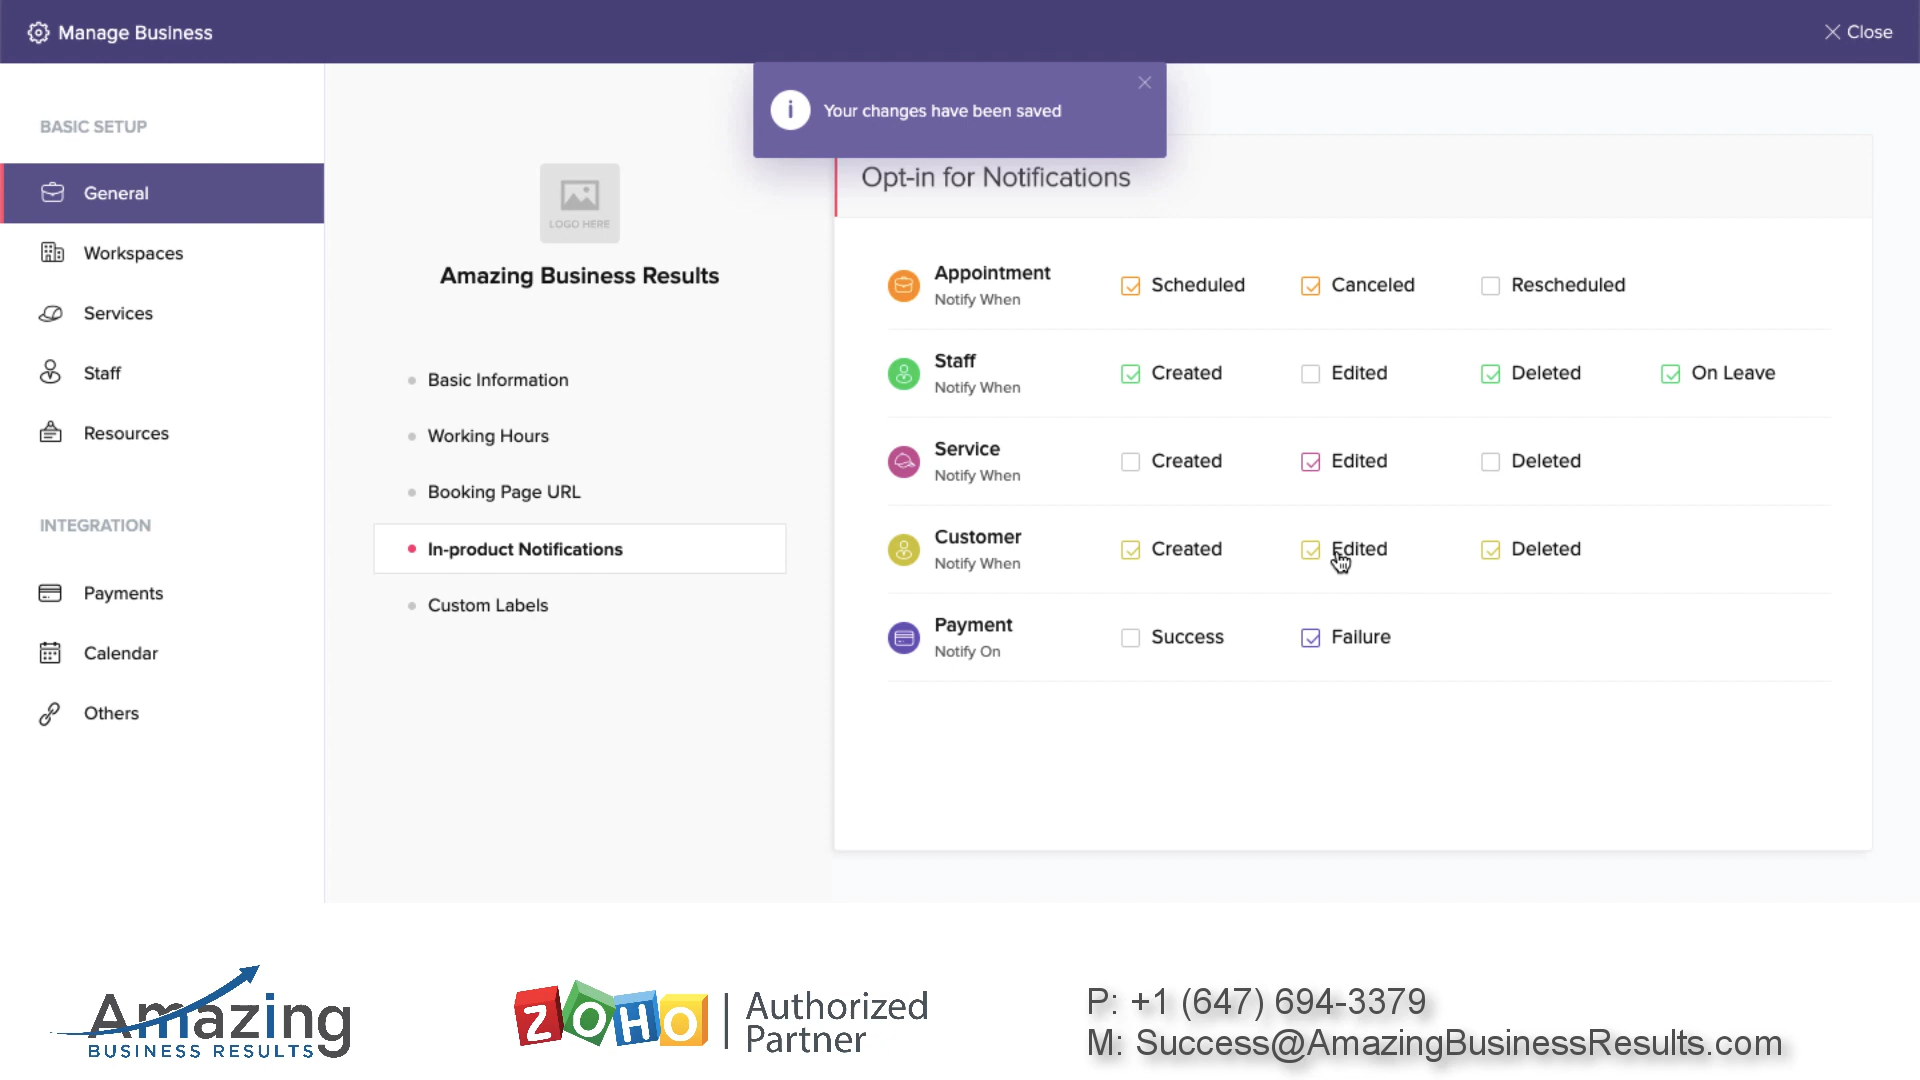 Manage Business
Close
Your changes have been saved
BASIC SETUP
General
Workspaces
Services
Staff
Resources
INTEGRATION
Payments
Calendar
Others
LOGO HERE
Amazing Business Results
Basic Information
Working Hours
Booking Page URL
In-product Notifications
Custom Labels
Opt-in for Notifications
Appointment
Notify When
Scheduled
Canceled
Rescheduled
Staff
Notify When
Created
Edited
Deleted
On Leave
Service
Notify When
Created
Edited
Deleted
Customer
Notify When
Created
Edited
Deleted
Payment
Notify On
Success
Failure
Amazing
BUSINESS RESULTS
ZOHO
Authorized
Partner
P: +1 (647) 694-3379
M: Success@AmazingBusinessResults.com